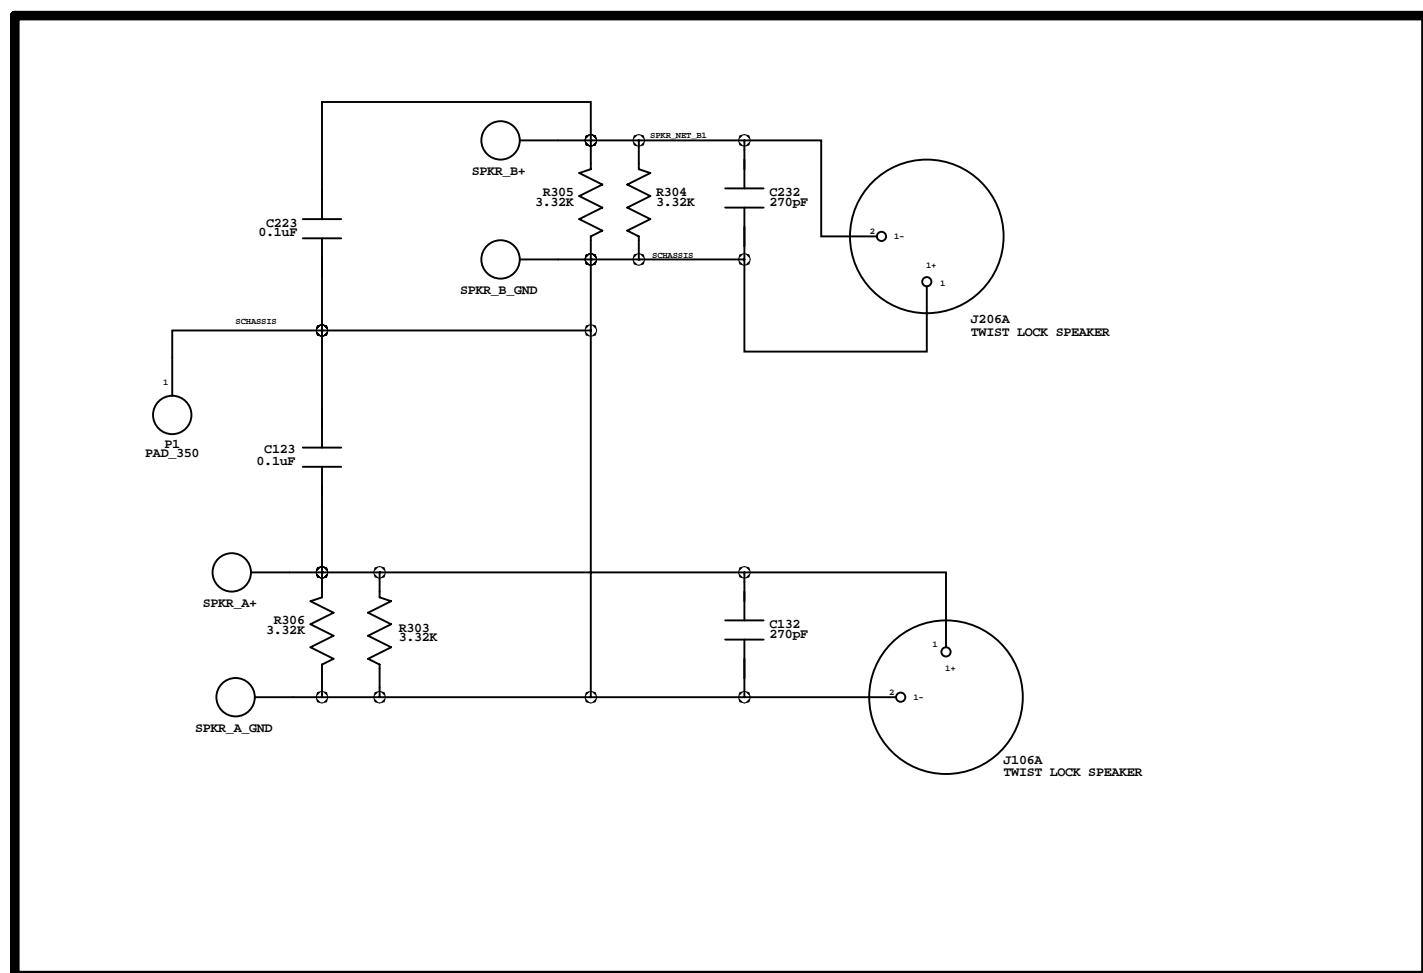 SPKR_NET_B1
SPKR_B+
R305
3.32K
R304
3.32K
C232
270pF
C223
0.1uF
2
1-
SCHASSIS
1+
1
SPKR_B_GND
J206A
TWIST LOCK SPEAKER
SCHASSIS
1
P1
PAD_350
C123
0.1uF
SPKR_A+
R306
3.32K
R303
3.32K
C132
270pF
1
1+
2
1-
SPKR_A_GND
J106A
TWIST LOCK SPEAKER